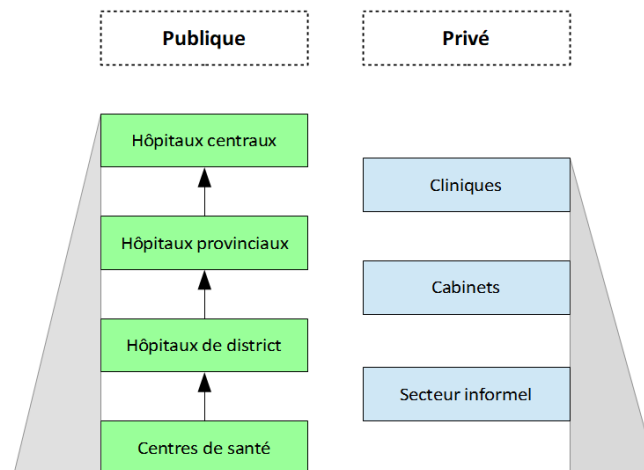 Publique
Privé
Hôpitaux centraux
Cliniques
Hôpitaux provinciaux
Cabinets
Hôpitaux de district
Secteur informel
Centres de santé